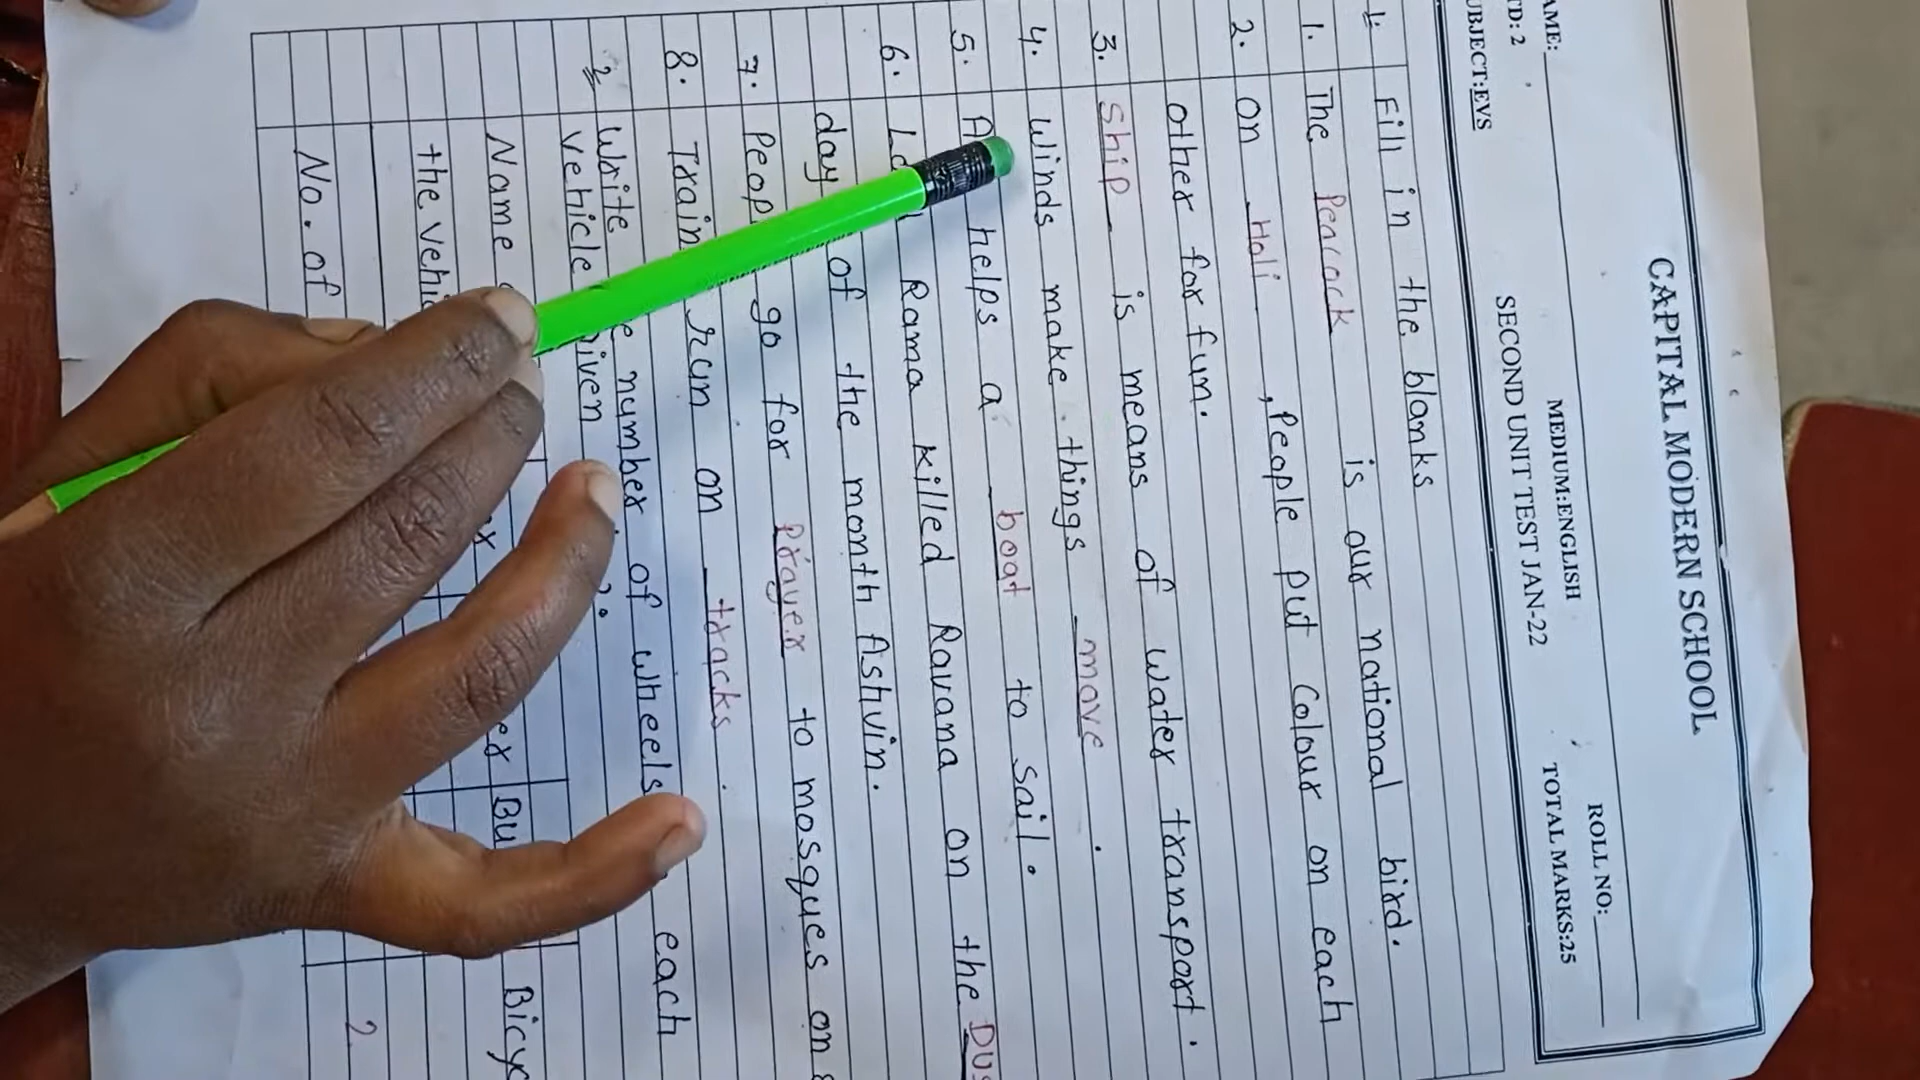 CAPITAL MODERN SCHOOL
SECOND UNIT TEST JAN-22
AME: ROLL NO:
TD: 2 MEDIUM:ENGLISH TOTAL MARKS:25
UBJECT:EVS
1. Fill in the blanks
1. The Peacock is our national bird.
2. On Holi, People put Colour on each
other for fun.
3. Ship is means of water transport.
4. Winds make things move.
5. helps a boat to sail.
6. Rama killed Ravana on the
day of the month Ashvin.
7. go for Prayer to mosques on
8. Train run on tracks.
2 Write number of wheels each
vehicle
Name
the
Bicy
No. of 2